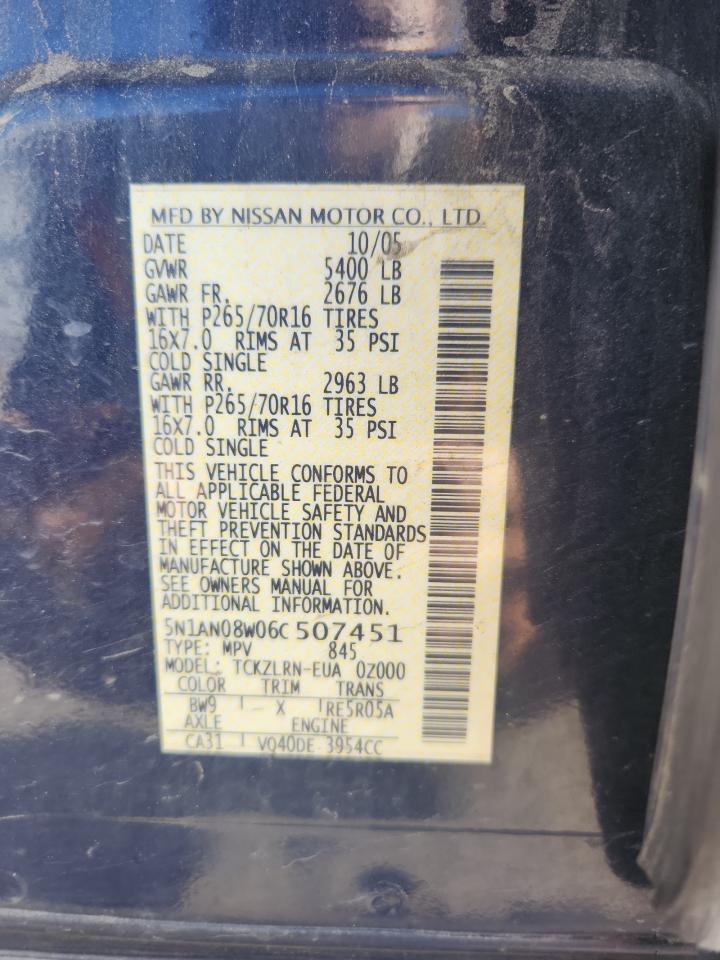 MFD BY NISSAN MOTOR CO., LTD.
DATE 10/05
GVWR 5400 LB
GAWR FR. 2676 LB
WITH P265/70R16 TIRES
16X7.0 RIMS AT 35 PSI
COLD SINGLE
GAWR RR. 2963 LB
WITH P265/70R16 TIRES
16X7.0 RIMS AT 35 PSI
COLD SINGLE
THIS VEHICLE CONFORMS TO
ALL APPLICABLE FEDERAL
MOTOR VEHICLE SAFETY AND
THEFT PREVENTION STANDARDS
IN EFFECT ON THE DATE OF
MANUFACTURE SHOWN ABOVE.
SEE OWNERS MANUAL FOR
ADDITIONAL INFORMATION.
5N1AN08W06C507451
TYPE: MPV 845
MODEL: TCKZLRN-EUA 0Z000
COLOR TRIM TRANS
BW9 - X RE5R05A
AXLE ENGINE
CA31 VQ40DE 3954CC